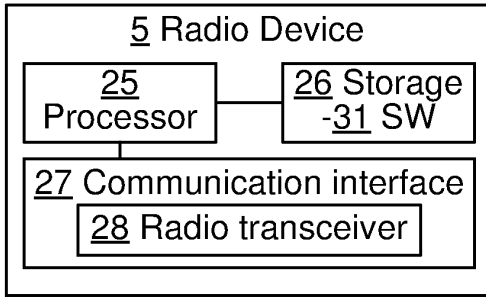 5 Radio Device
25
Processor
26 Storage
-31 SW
27 Communication interface
28 Radio transceiver